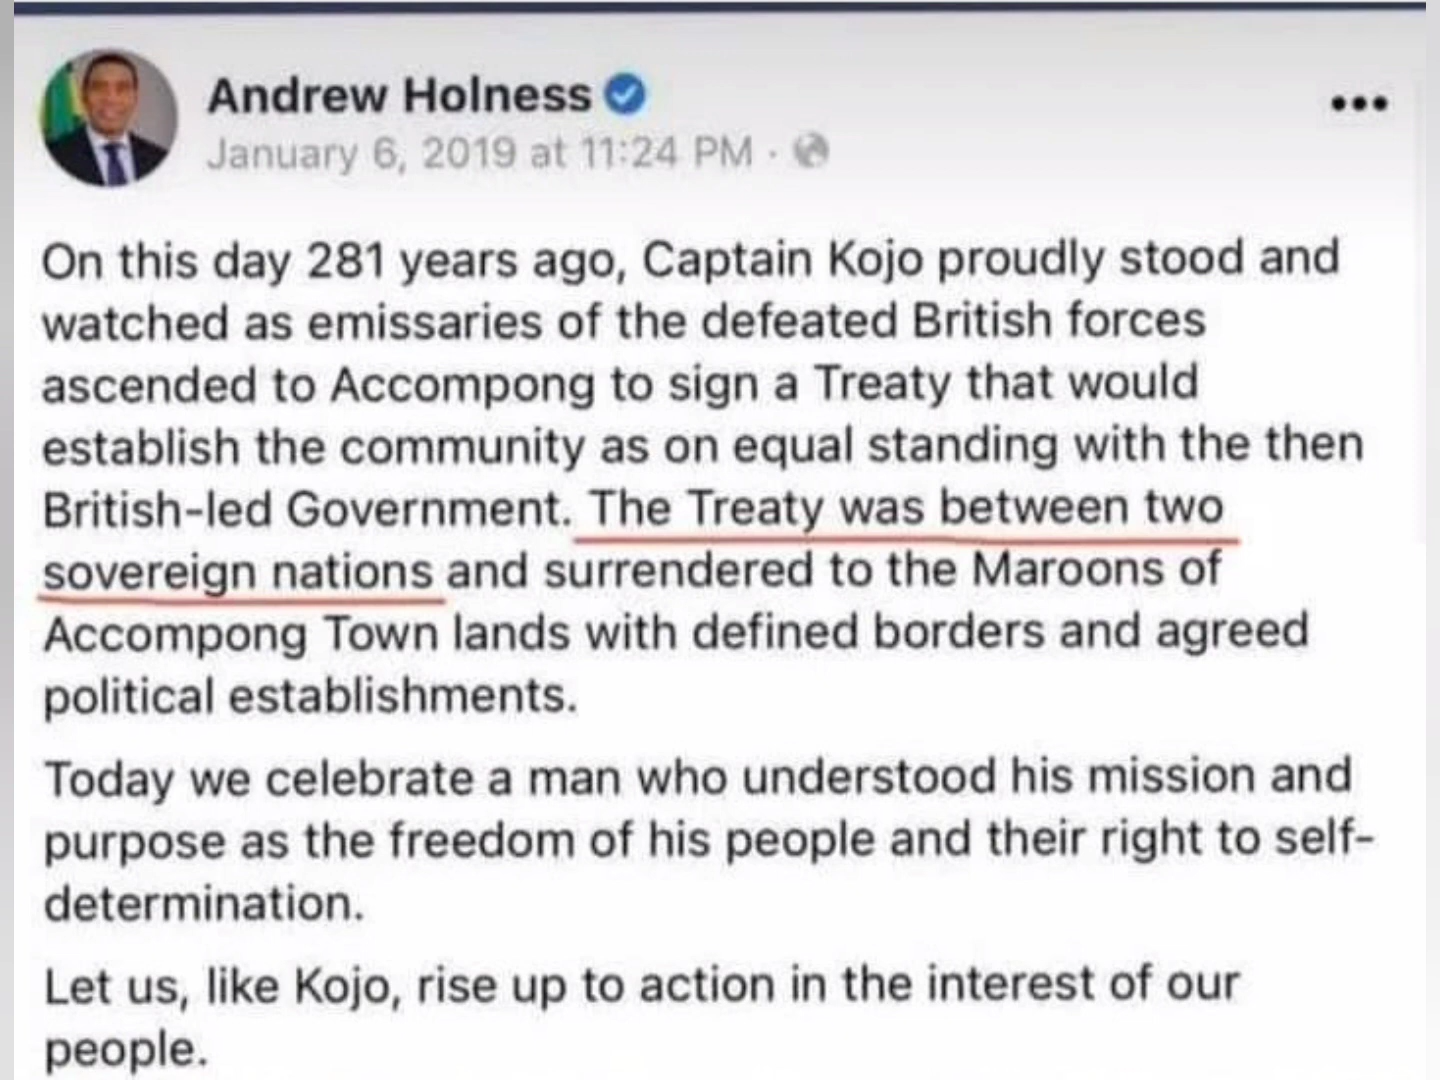 Andrew Holness
January 6, 2019 at 11:24 PM ·
On this day 281 years ago, Captain Kojo proudly stood and
watched as emissaries of the defeated British forces
ascended to Accompong to sign a Treaty that would
establish the community as on equal standing with the then
British-led Government. The Treaty was between two
sovereign nations and surrendered to the Maroons of
Accompong Town lands with defined borders and agreed
political establishments.
Today we celebrate a man who understood his mission and
purpose as the freedom of his people and their right to self-
determination.
Let us, like Kojo, rise up to action in the interest of our
people.